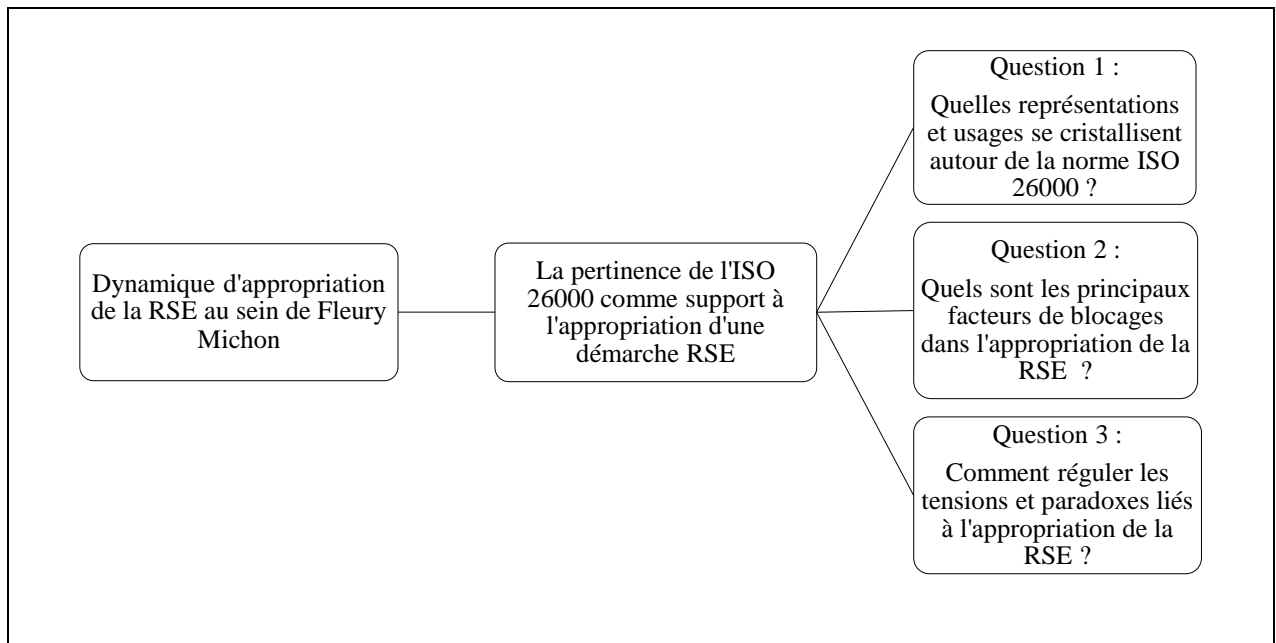 Dynamique d'appropriation
de la RSE au sein de Fleury
Michon
La pertinence de l'ISO
26000 comme support à
l'appropriation d'une
démarche RSE
Question 1 :
Quelles représentations
et usages se cristallisent
autour de la norme ISO
26000 ?
Question 2 :
Quels sont les principaux
facteurs de blocages
dans l'appropriation de la
RSE  ?
Question 3 :
Comment réguler les
tensions et paradoxes liés
à l'appropriation de la
RSE ?